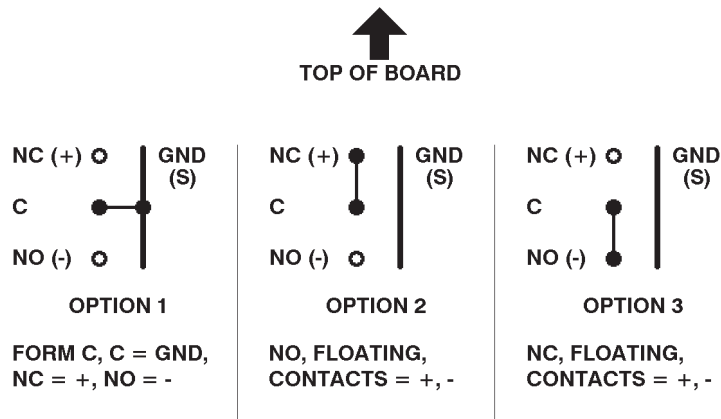 TOP OF BOARD
NC (+)
GND
(S)
C
NO (-)
OPTION 1
FORM C, C = GND,
NC = +, NO = -
NC (+)
GND
(S)
C
NO (-)
OPTION 2
NO, FLOATING,
CONTACTS = +, -
NC (+)
GND
(S)
C
NO (-)
OPTION 3
NC, FLOATING,
CONTACTS = +, -